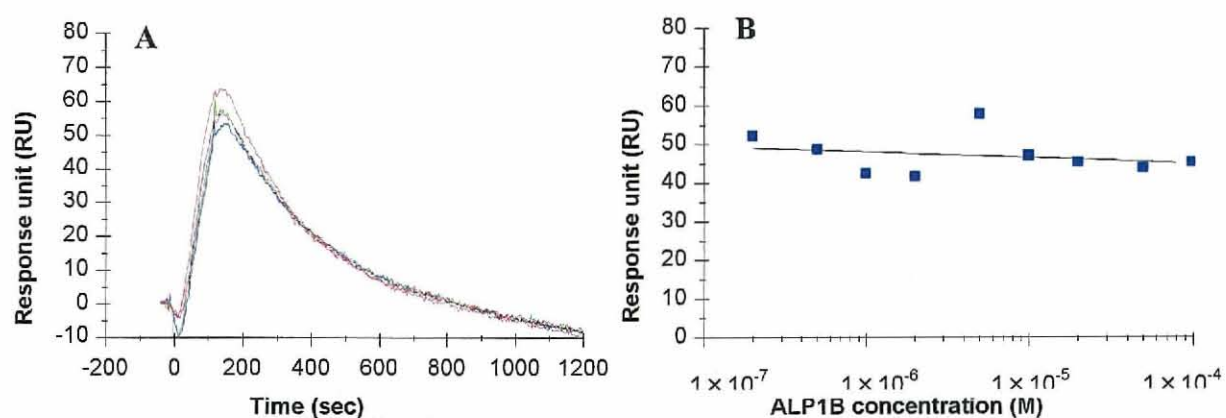 A
Response unit (RU)
80
70
60
50
40
30
20
10
0
-10
-200 0 200 400 600 800 1000 1200
Time (sec)
B
Response unit (RU)
80
70
60
50
40
30
20
10
0
1 × 10⁻⁷ 1 × 10⁻⁶ 1 × 10⁻⁵ 1 × 10⁻⁴
ALP1B concentration (M)